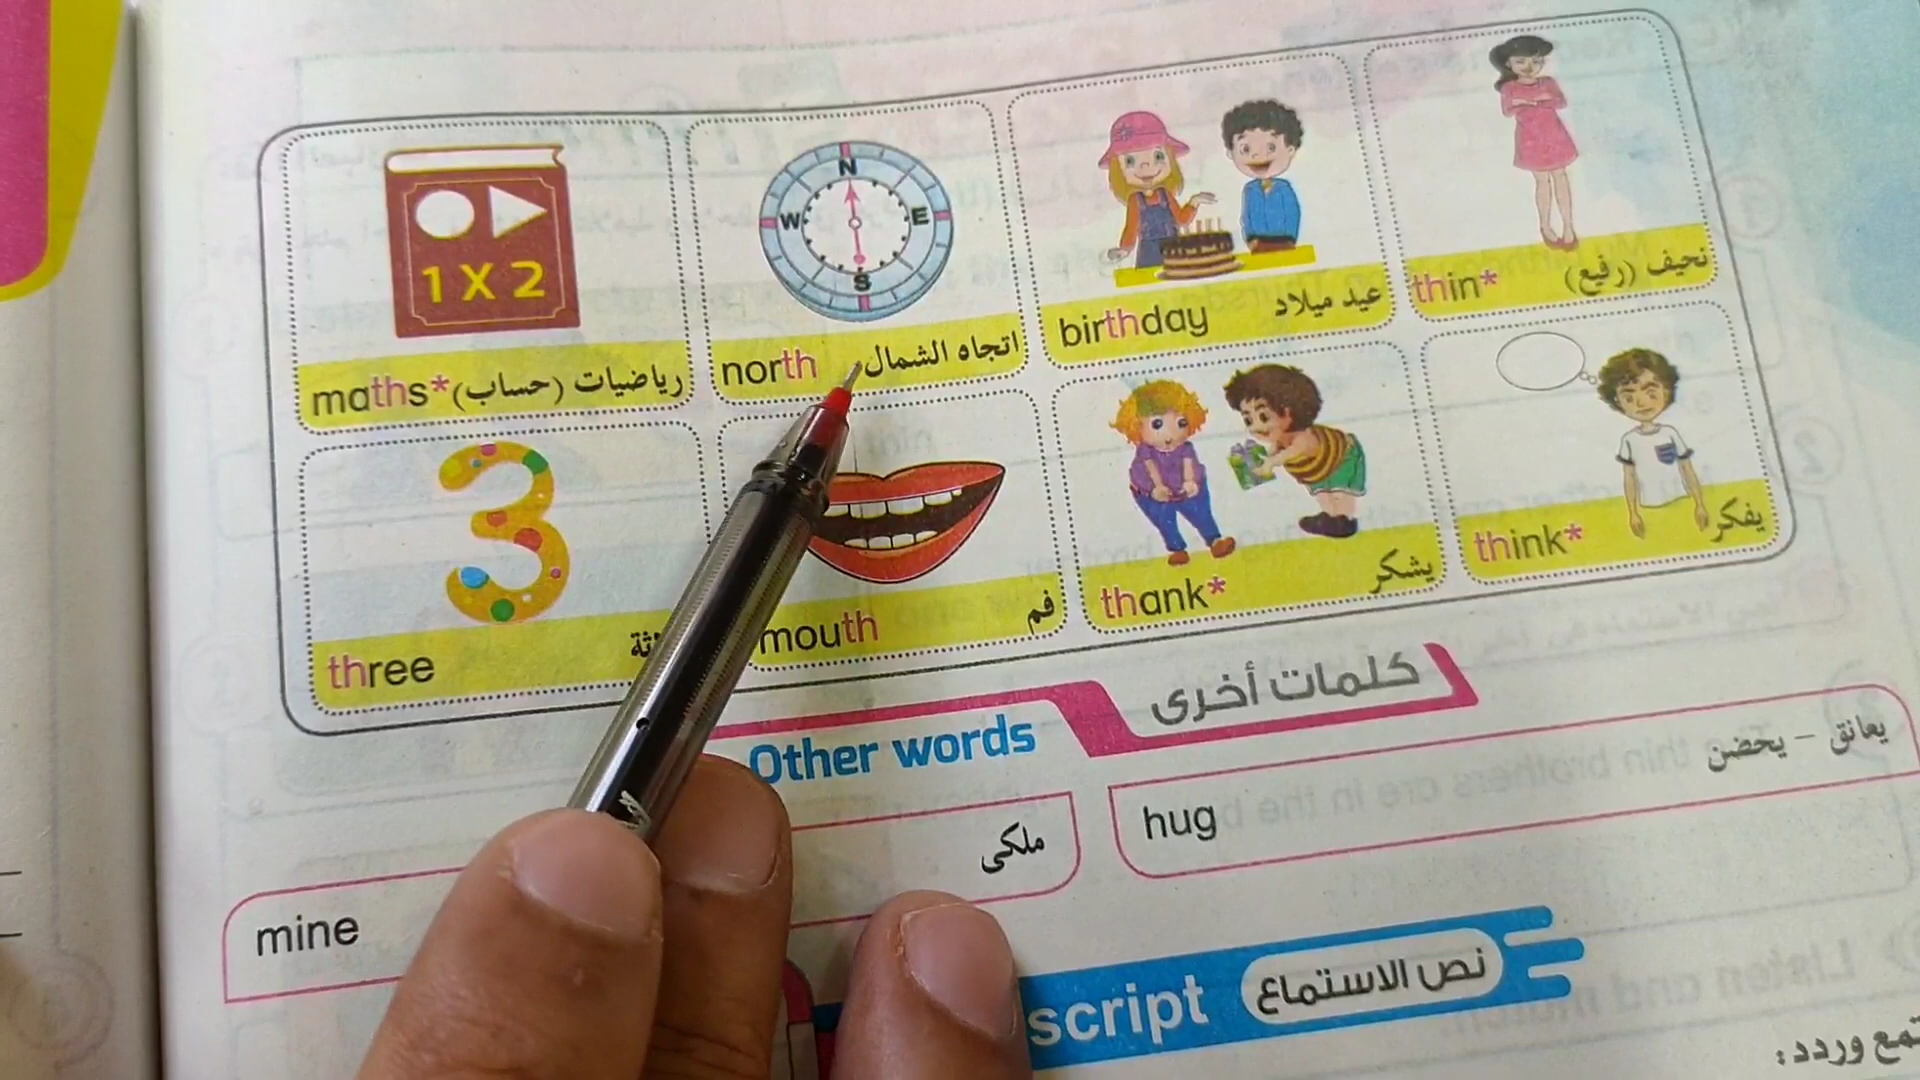 1 X 2
maths* رياضيات (حساب)
N
W E
S
north اتجاه الشمال
birthday عيد ميلاد
thin* نحيف (رفيع)
three
mouth فم
thank* يشكر
think* يفكر
Other words كلمات أخرى
mine ملكى
hug يعانق - يحضن
script نص الاستماع
وردد :